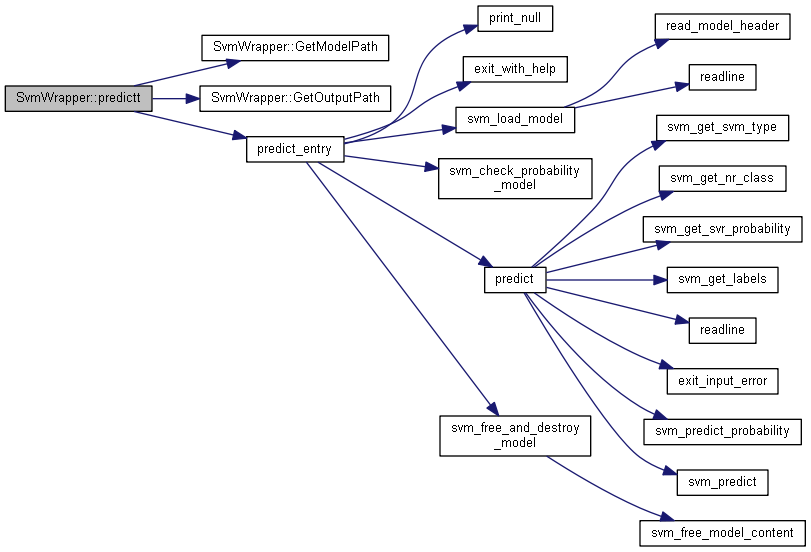 SvmWrapper::predictt
SvmWrapper::GetModelPath
SvmWrapper::GetOutputPath
predict_entry
print_null
exit_with_help
svm_load_model
svm_check_probability
_model
predict
svm_free_and_destroy
_model
read_model_header
readline
svm_get_svm_type
svm_get_nr_class
svm_get_svr_probability
svm_get_labels
readline
exit_input_error
svm_predict_probability
svm_predict
svm_free_model_content